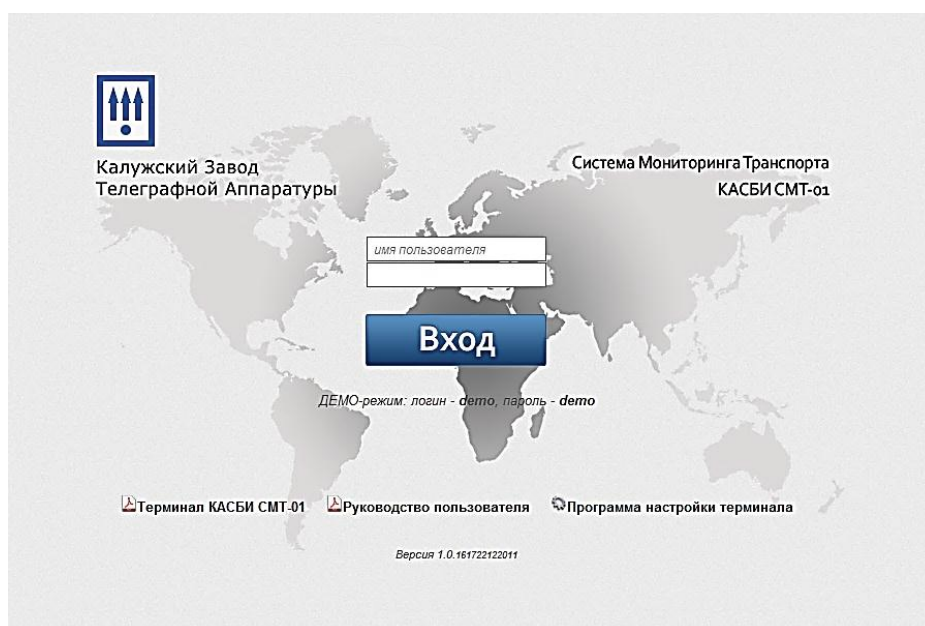 Калужский Завод
Телеграфной Аппаратуры
Система Мониторинга Транспорта
КАСБИ СМТ-01
имя пользователя
Вход
ДЕМО-режим: логин - demo, пароль - demo
Терминал КАСБИ СМТ-01 Руководство пользователя Программа настройки терминала
Версия 1.0.161722122011